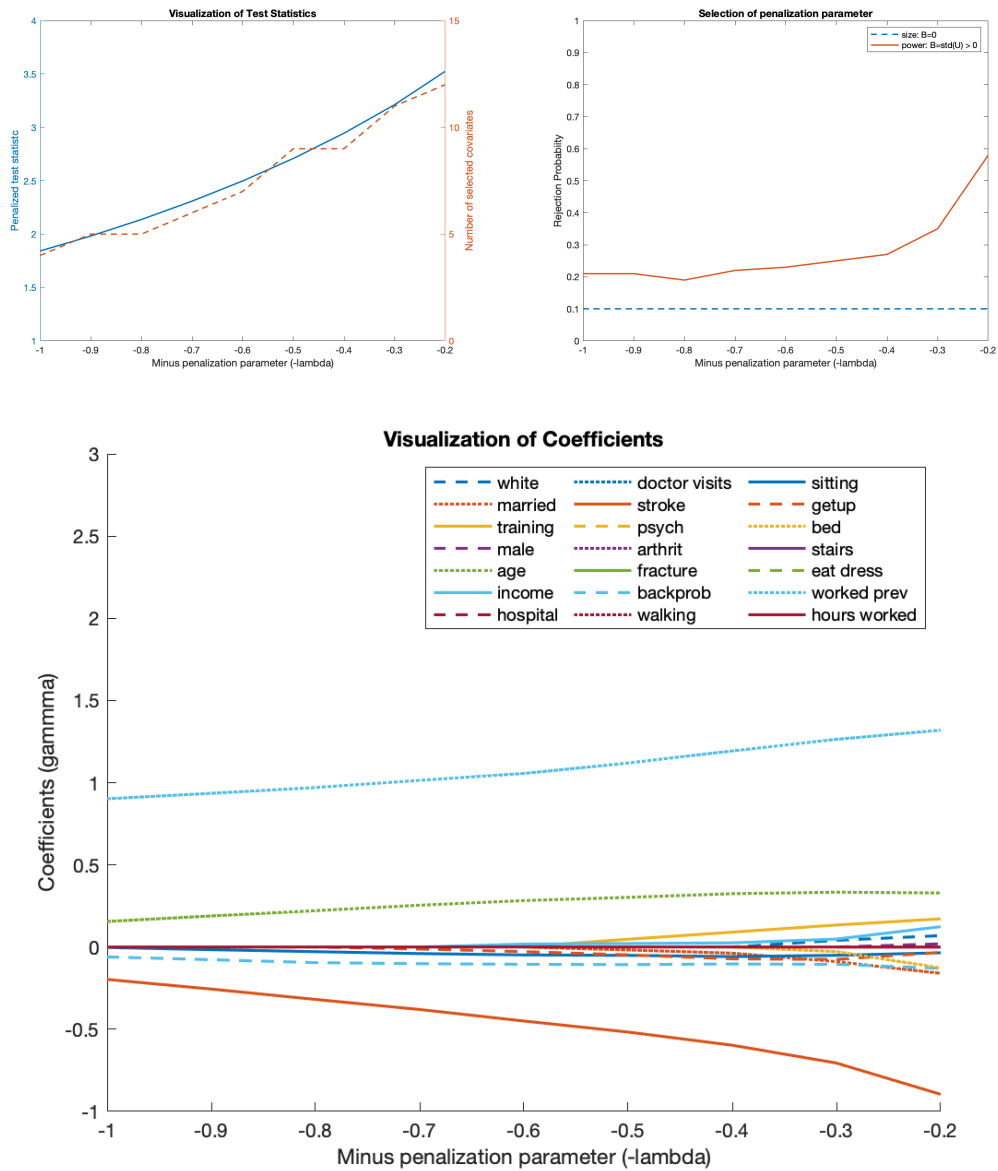 Visualization of Test Statistics
4
3.5
3
2.5
2
1.5
1
Penalized test statistc
15
10
5
0
Number of selected covariates
-1 -0.9 -0.8 -0.7 -0.6 -0.5 -0.4 -0.3 -0.2
Minus penalization parameter (-lambda)
Selection of penalization parameter
size: B=0
power: B=std(U) > 0
1
0.9
0.8
0.7
0.6
0.5
0.4
0.3
0.2
0.1
0
Rejection Probability
-1 -0.9 -0.8 -0.7 -0.6 -0.5 -0.4 -0.3 -0.2
Minus penalization parameter (-lambda)
Visualization of Coefficients
white doctor visits sitting
married stroke getup
training psych bed
male arthrit stairs
age fracture eat dress
income backprob worked prev
hospital walking hours worked
3
2.5
2
1.5
1
0.5
0
-0.5
-1
Coefficients (gammma)
-1 -0.9 -0.8 -0.7 -0.6 -0.5 -0.4 -0.3 -0.2
Minus penalization parameter (-lambda)